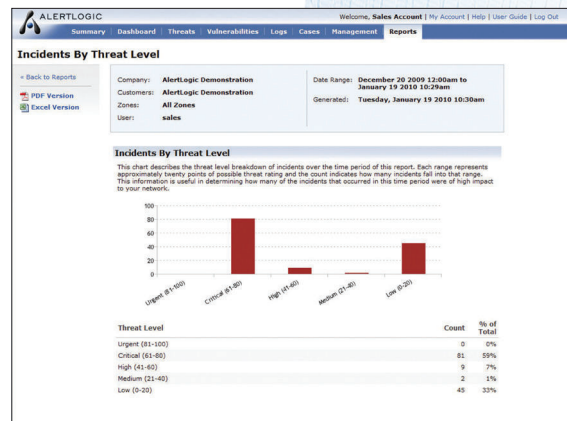 ALERTLOGIC
Welcome, Sales Account | My Account | Help | User Guide | Log Out
Summary | Dashboard | Threats | Vulnerabilities | Logs | Cases | Management | Reports
Incidents By Threat Level
« Back to Reports
PDF Version
Excel Version
Company: AlertLogic Demonstration
Customers: AlertLogic Demonstration
Zones: All Zones
User: sales
Date Range: December 20 2009 12:00am to
January 19 2010 10:29am
Generated: Tuesday, January 19 2010 10:30am
Incidents By Threat Level
This chart describes the threat level breakdown of incidents over the time period of this report. Each range represents
approximately twenty points of possible threat rating and the count indicates how many incidents fall into that range.
This information is useful in determining how many of the incidents that occurred in this time period were of high impact
to your network.
100
80
60
40
20
0
Urgent (81-100)
Critical (61-80)
High (41-60)
Medium (21-40)
Low (0-20)
Threat Level Count % of Total
Urgent (81-100) 0 0%
Critical (61-80) 81 59%
High (41-60) 9 7%
Medium (21-40) 2 1%
Low (0-20) 45 33%